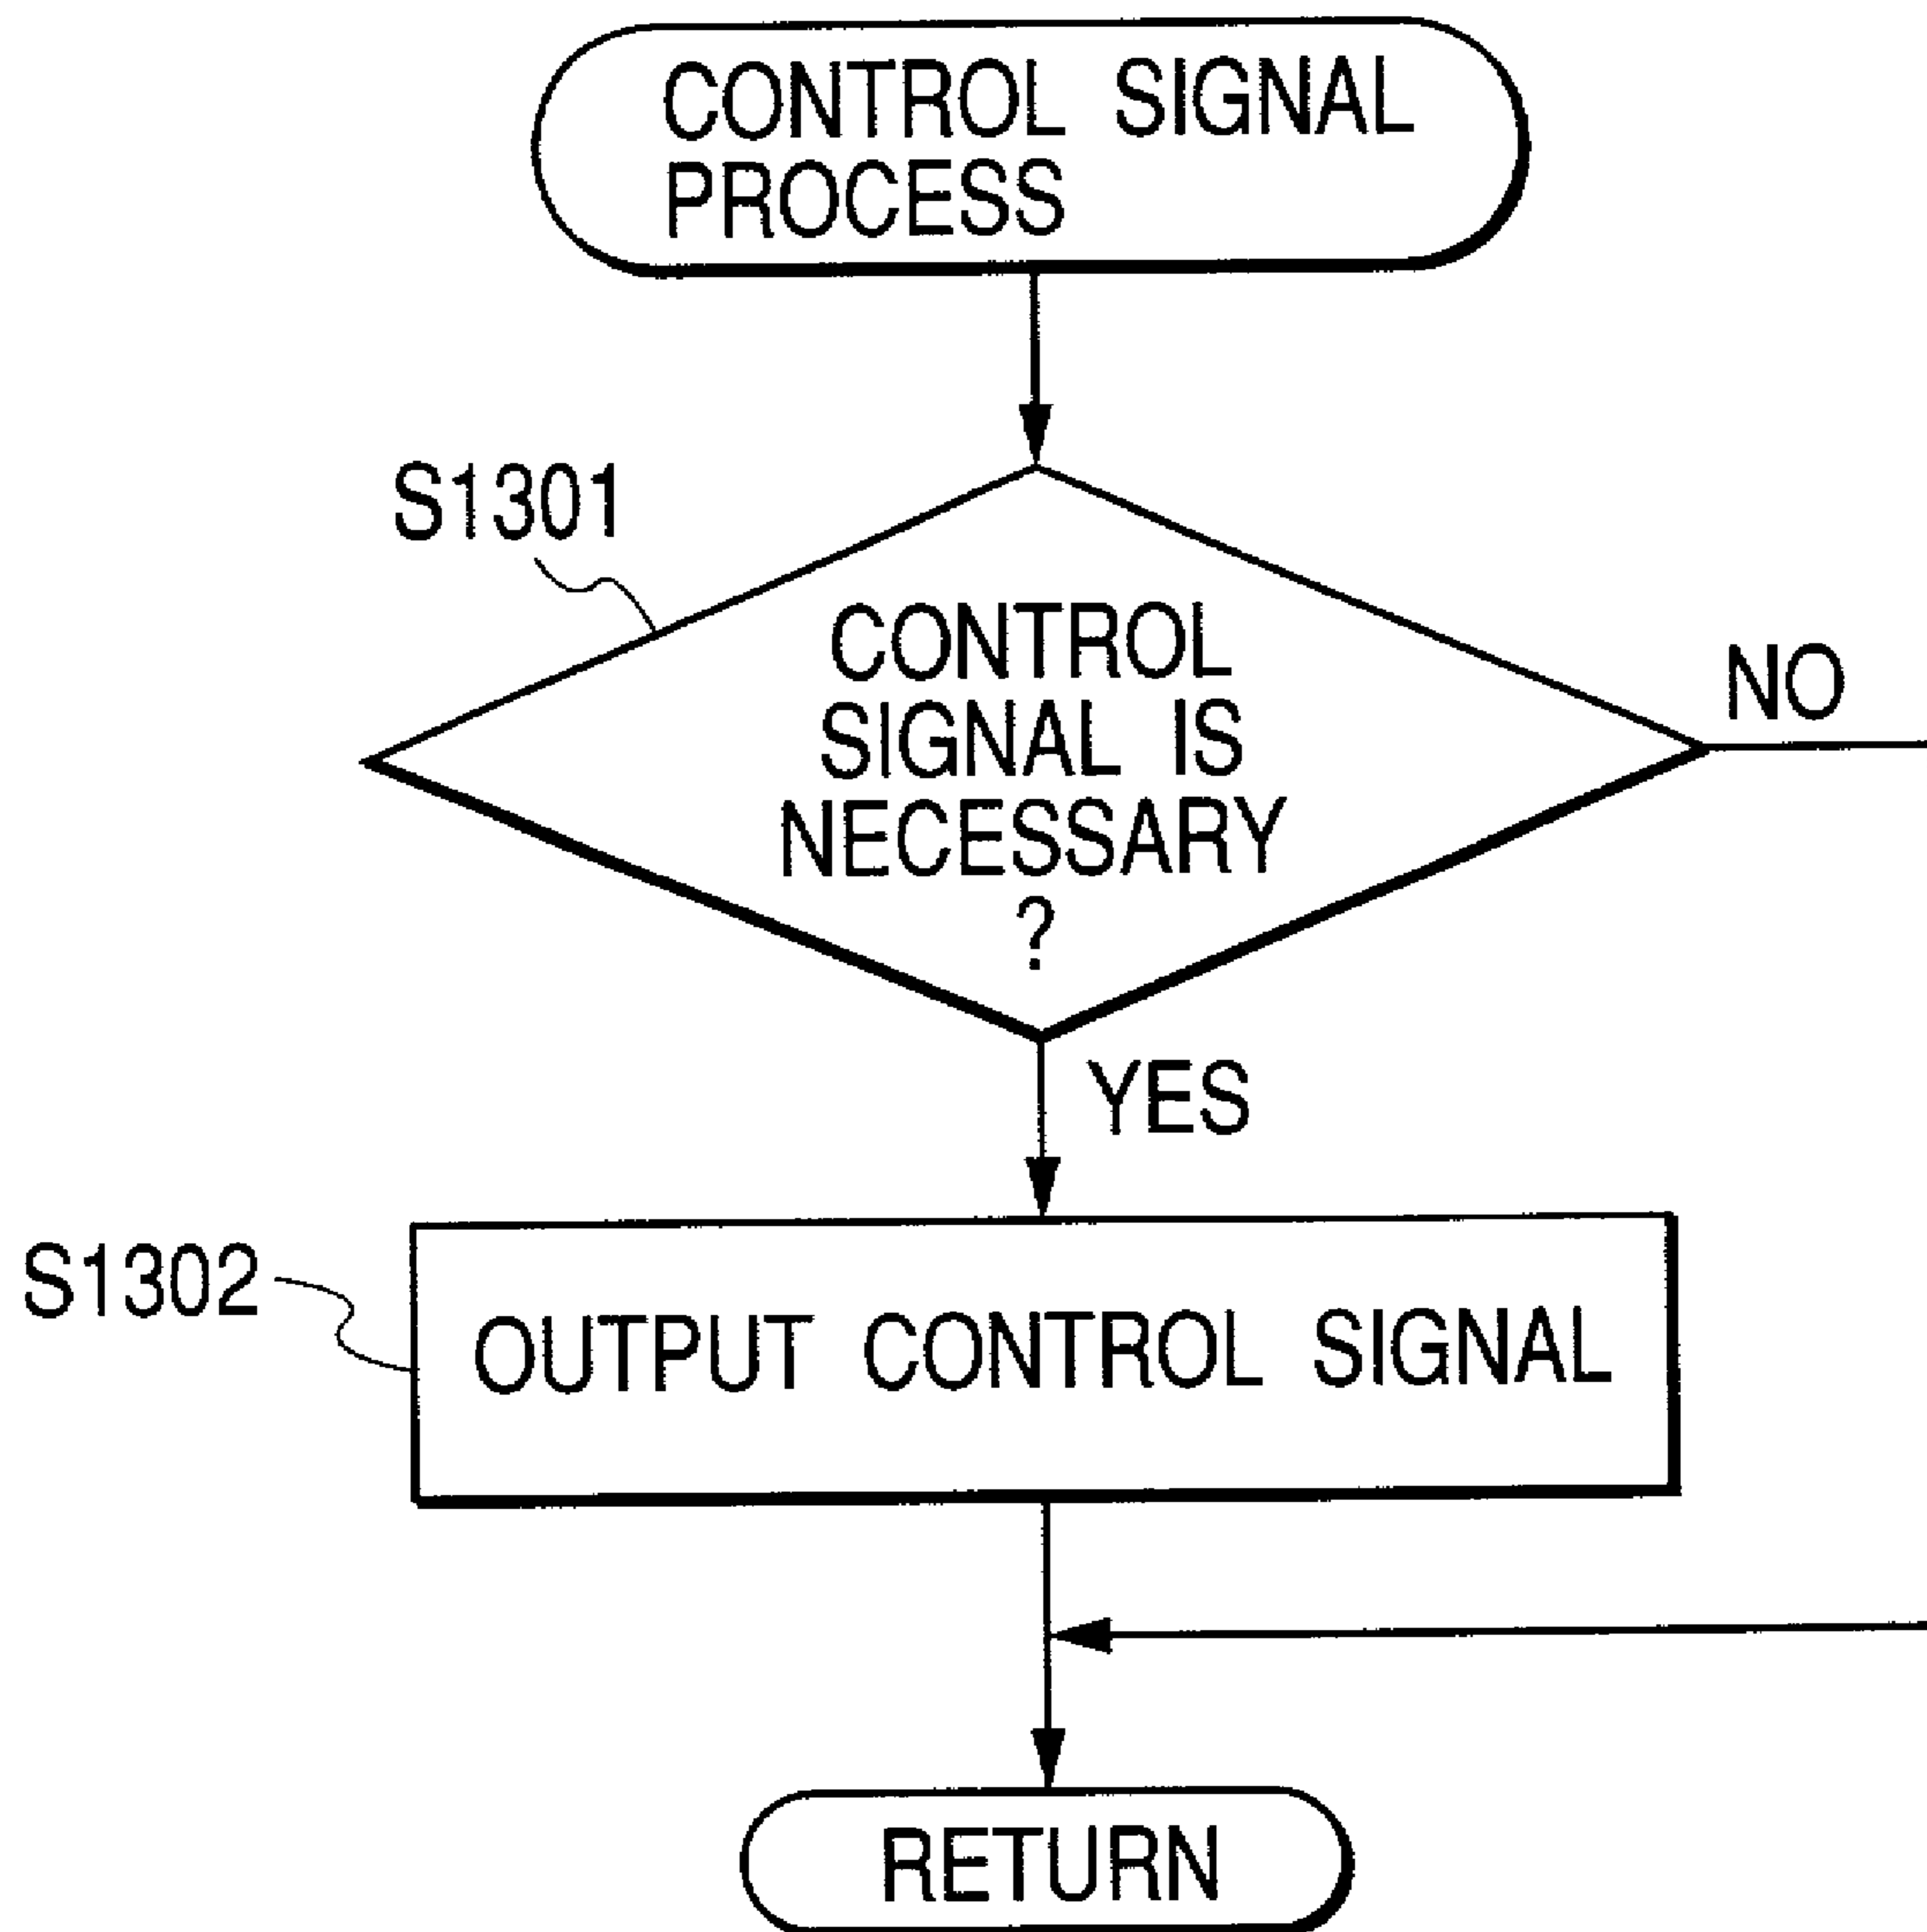 CONTROL SIGNAL
PROCESS
S1301
CONTROL
SIGNAL IS
NECESSARY
?
NO
YES
S1302
OUTPUT CONTROL SIGNAL
RETURN